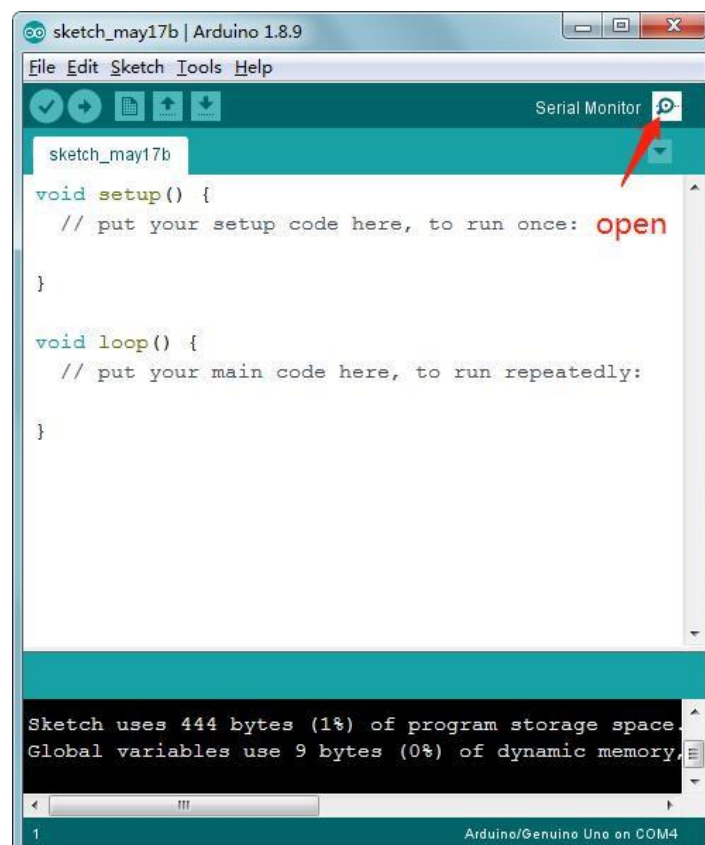 sketch_may17b | Arduino 1.8.9
File Edit Sketch Tools Help
Serial Monitor
sketch_may17b
void setup() {
// put your setup code here, to run once:
open
}
void loop() {
// put your main code here, to run repeatedly:
}
Sketch uses 444 bytes (1%) of program storage space.
Global variables use 9 bytes (0%) of dynamic memory,
1
Arduino/Genuino Uno on COM4